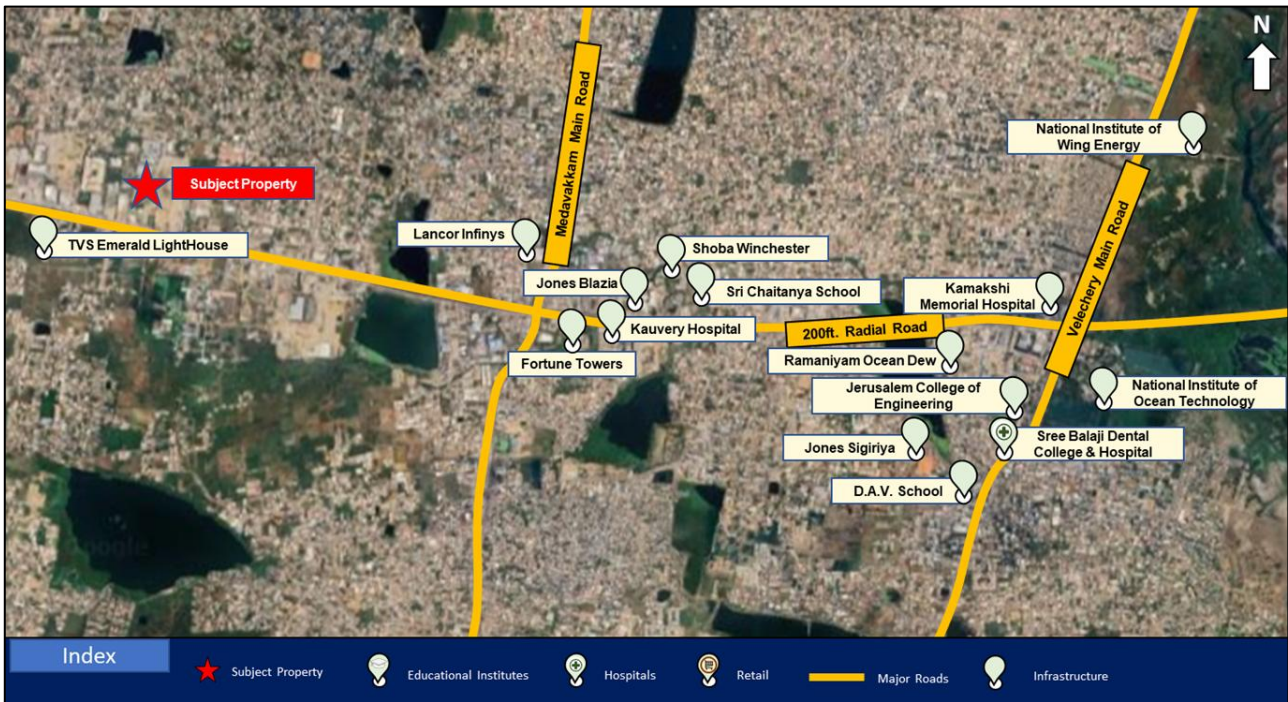 N
Medavakkam Main Road
National Institute of
Wing Energy
Subject Property
Velechery Main Road
TVS Emerald LightHouse
Lancor Infinys
Shoba Winchester
Jones Blazia
Sri Chaitanya School
Kamakshi
Memorial Hospital
Kauvery Hospital
200ft. Radial Road
Fortune Towers
Ramaniyam Ocean Dew
Jerusalem College of
Engineering
National Institute of
Ocean Technology
Jones Sigiriya
Sree Balaji Dental
College & Hospital
D.A.V. School
Google
Index
Subject Property
Educational Institutes
Hospitals
Retail
Major Roads
Infrastructure